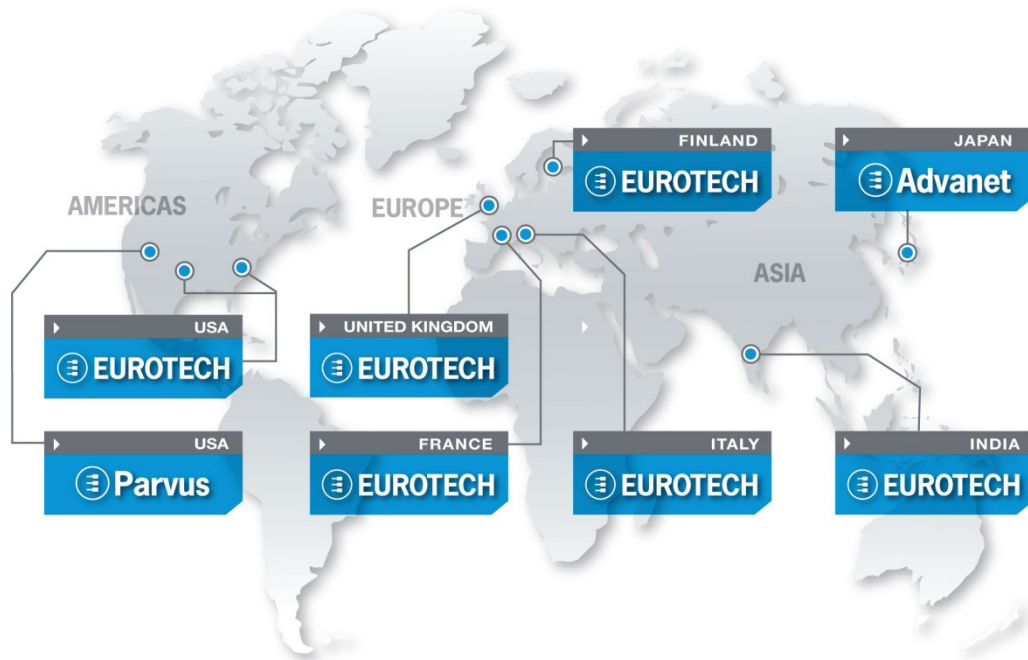 FINLAND
EUROTECH
JAPAN
Advanet
AMERICAS
EUROPE
ASIA
USA
EUROTECH
UNITED KINGDOM
EUROTECH
USA
Parvus
FRANCE
EUROTECH
ITALY
EUROTECH
INDIA
EUROTECH